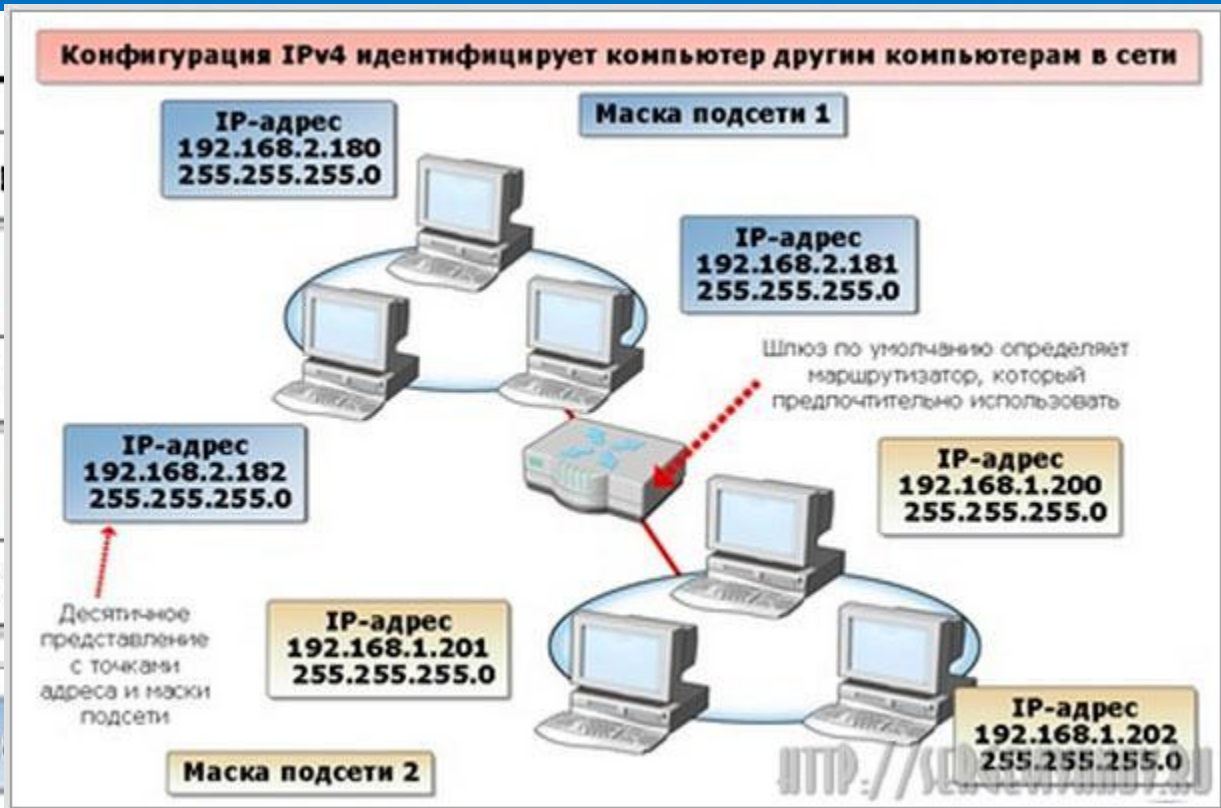 Конфигурация IPv4 идентифицирует компьютер другим компьютерам в сети
IP-адрес
192.168.2.180
255.255.255.0
Маска подсети 1
IP-адрес
192.168.2.181
255.255.255.0
Шлюз по умолчанию определяет
маршрутизатор, который
предпочтительно использовать
IP-адрес
192.168.2.182
255.255.255.0
IP-адрес
192.168.1.200
255.255.255.0
Десятичное
представление
с точками
адреса и маски
подсети
IP-адрес
192.168.1.201
255.255.255.0
IP-адрес
192.168.1.202
255.255.255.0
Маска подсети 2